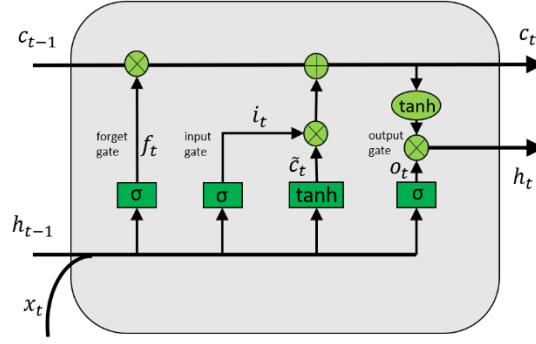 c_{t-1}
c_t
tanh
forget
gate
f_t
input
gate
i_t
output
gate
c̃_t
o_t
h_t
σ
σ
tanh
σ
h_{t-1}
x_t